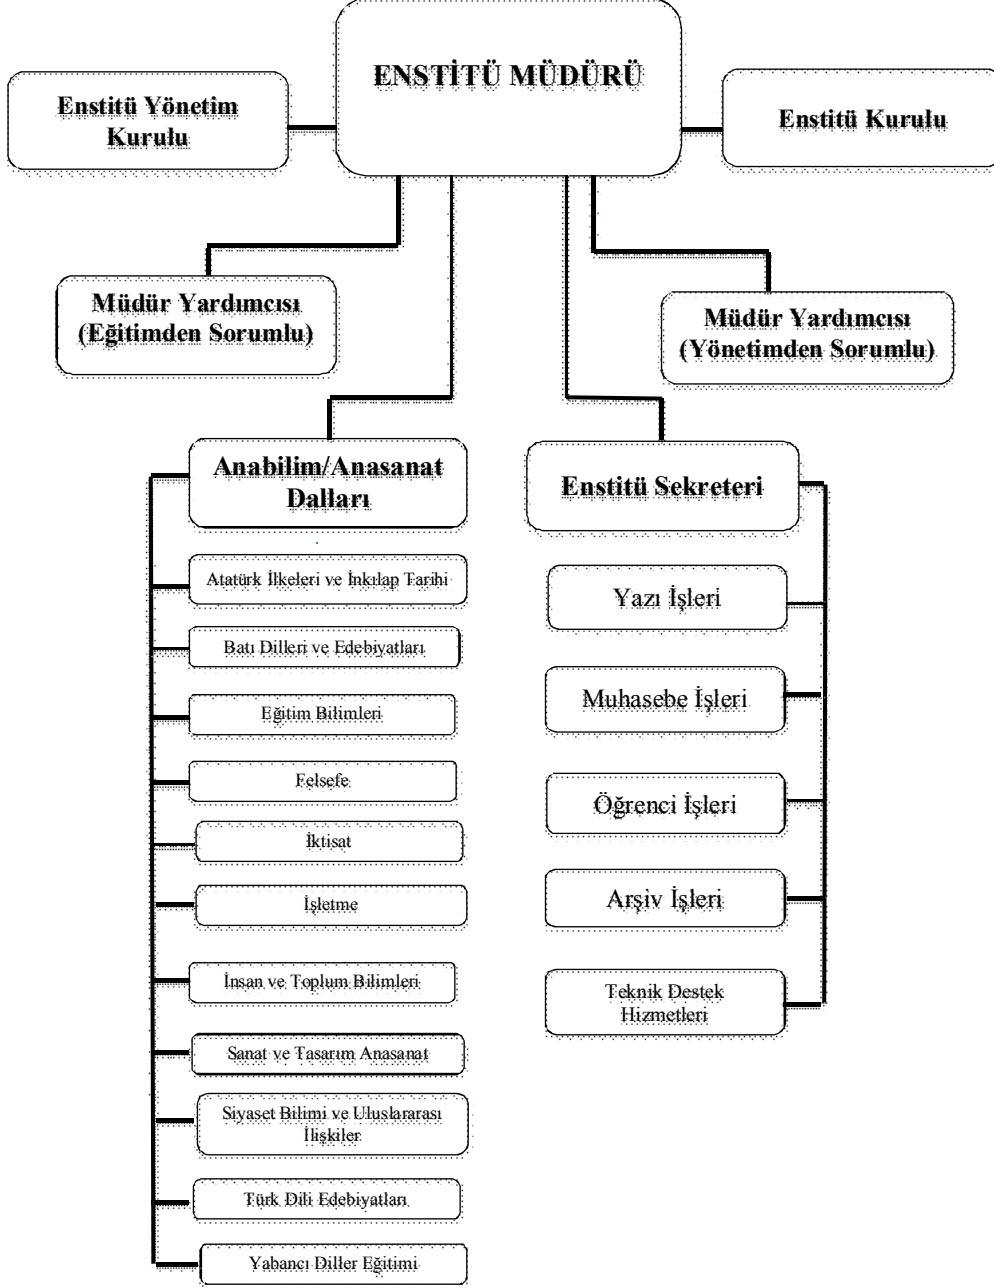 ENSTİTÜ MÜDÜRÜ
Enstitü Yönetim
Kurulu
Enstitü Kurulu
Müdür Yardımcısı
(Eğitimden Sorumlu)
Müdür Yardımcısı
(Yönetimden Sorumlu)
Anabilim/Anasanat
Dalları
Atatürk İlkeleri ve İnkılap Tarihi
Batı Dilleri ve Edebiyatları
Eğitim Bilimleri
Felsefe
İktisat
İşletme
İnsan ve Toplum Bilimleri
Sanat ve Tasarım Anasanat
Siyaset Bilimi ve Uluslararası
İlişkiler
Türk Dili Edebiyatları
Yabancı Diller Eğitimi
Enstitü Sekreteri
Yazı İşleri
Muhasebe İşleri
Öğrenci İşleri
Arşiv İşleri
Teknik Destek
Hizmetleri